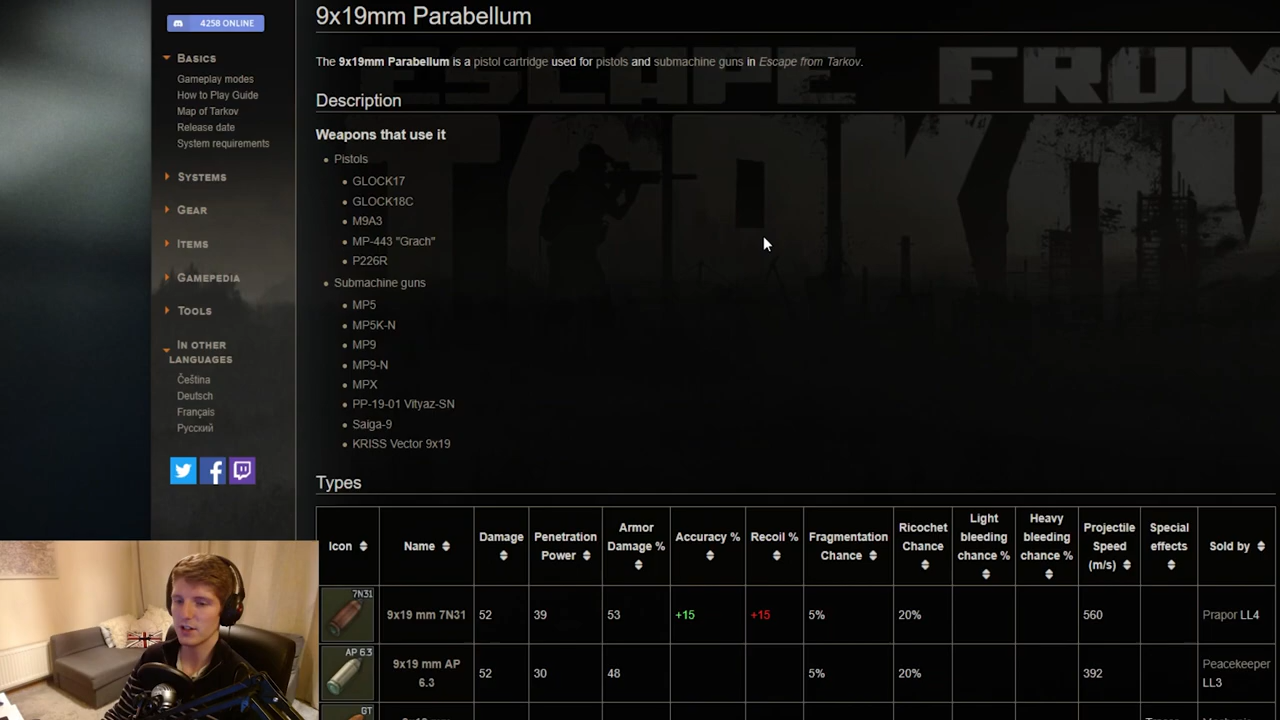 4258 ONLINE
BASICS
Gameplay modes
How to Play Guide
Map of Tarkov
Release date
System requirements
SYSTEMS
GEAR
ITEMS
GAMEPEDIA
TOOLS
IN OTHER
LANGUAGES
Čeština
Deutsch
Français
Русский
ESCAPE FROM
TARKOV
9x19mm Parabellum
The 9x19mm Parabellum is a pistol cartridge used for pistols and submachine guns in Escape from Tarkov.
Description
Weapons that use it
Pistols
GLOCK17
GLOCK18C
M9A3
MP-443 "Grach"
P226R
Submachine guns
MP5
MP5K-N
MP9
MP9-N
MPX
PP-19-01 Vityaz-SN
Saiga-9
KRISS Vector 9x19
Types
Icon Name Damage Penetration Power Armor Damage % Accuracy % Recoil % Fragmentation Chance Ricochet Chance Light bleeding chance % Heavy bleeding chance % Projectile Speed (m/s) Special effects Sold by
7N31 9x19 mm 7N31 52 39 53 +15 +15 5% 20% 560 Prapor LL4
AP 6.3 9x19 mm AP 6.3 52 30 48 5% 20% 392 Peacekeeper LL3
GT